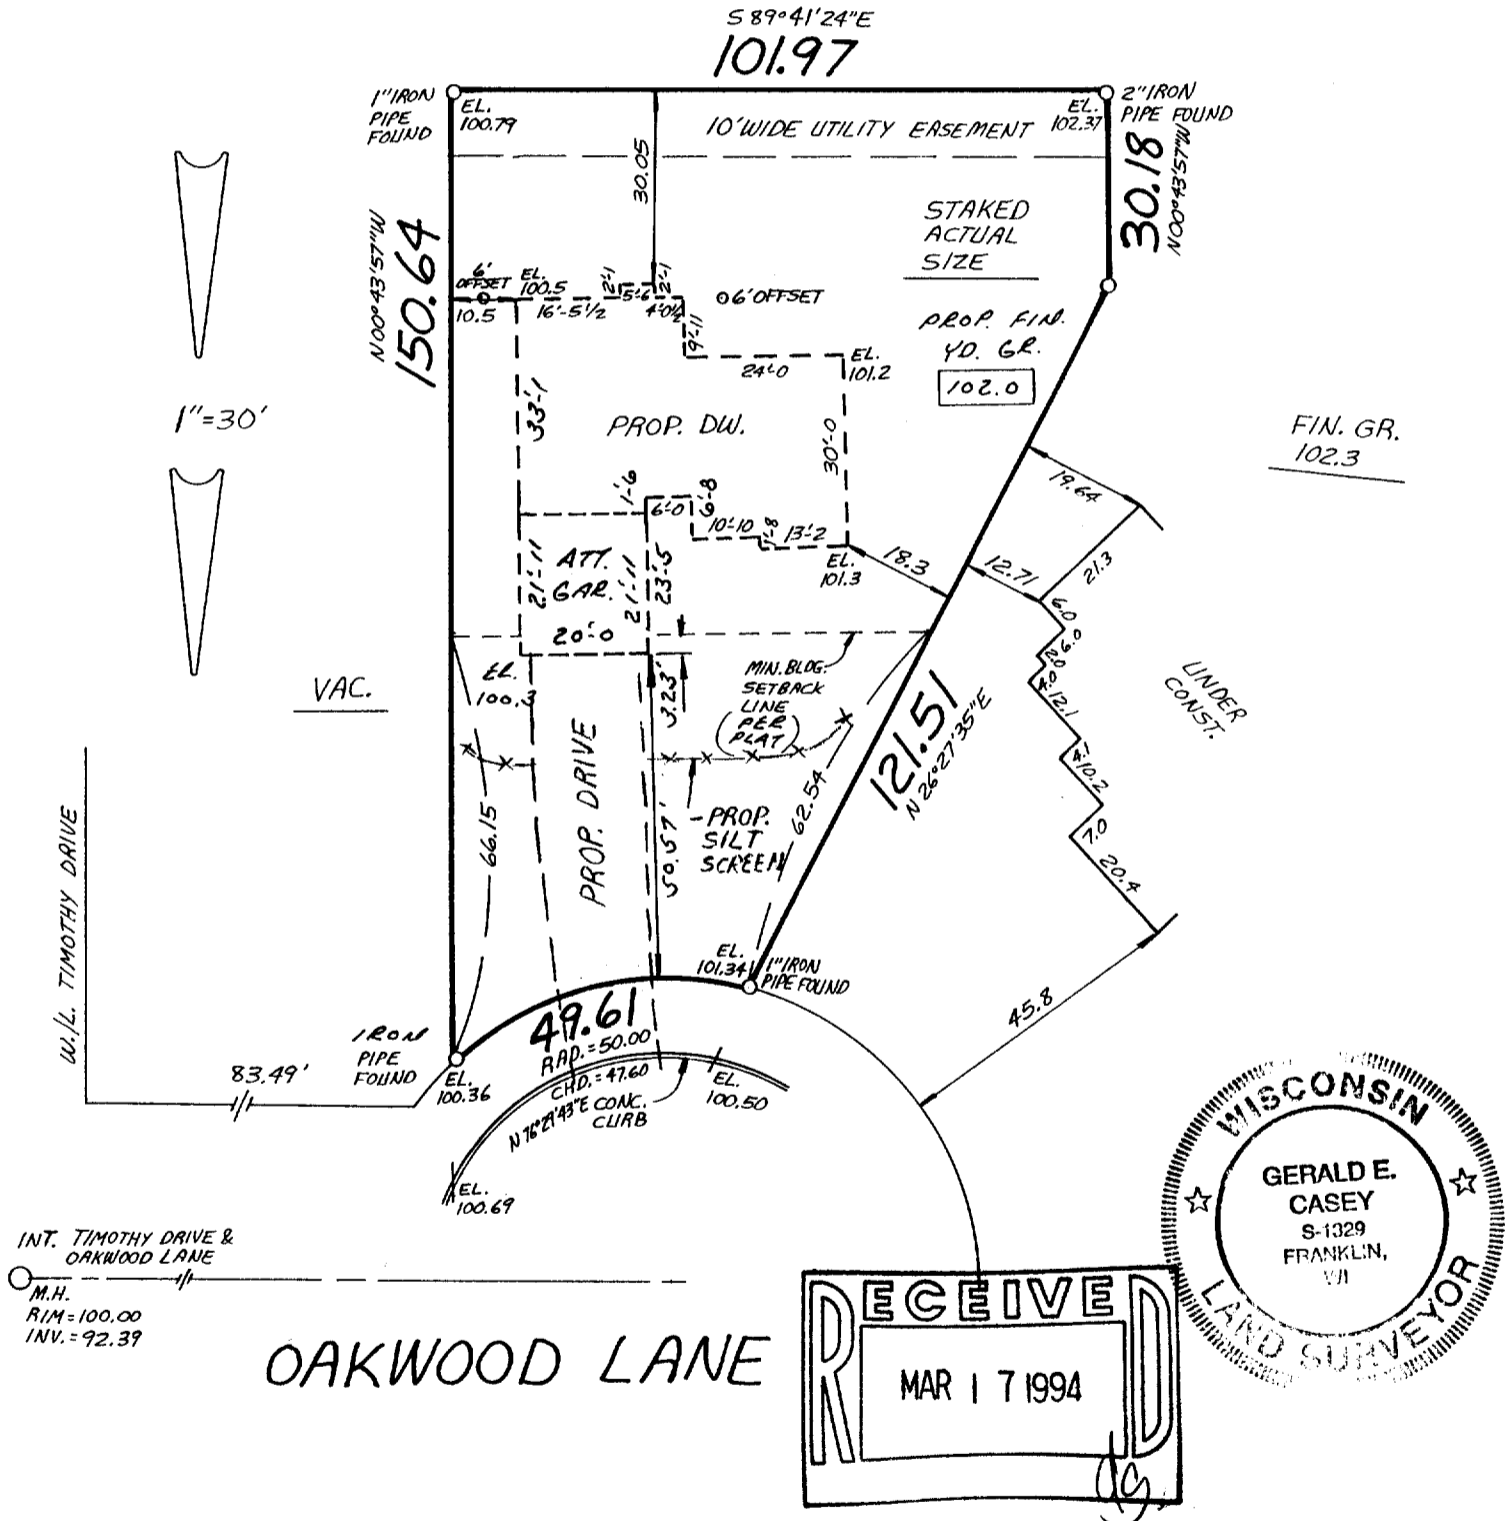 S 89°41'24"E
101.97
1" IRON
PIPE
FOUND
EL.
100.79
10' WIDE UTILITY EASEMENT
EL.
102.37
2" IRON
PIPE FOUND
30.18
N00°43'57"W
30.05
STAKED
ACTUAL
SIZE
N00°43'57"W
150.64
6'
OFFSET
10.5
EL.
100.5
16'-5 1/2
2'-1
5'-6
2'-1
4'-0 1/2
6' OFFSET
9'-11
24'-0
EL.
101.2
PROP. FIN.
YD. GR.
102.0
1"=30'
33'-1
PROP. DW.
30'-0
FIN. GR.
102.3
19.64
1'-6
6'-0
6'-8
10'-10
1'-8
13'-2
EL.
101.3
18.3
12.71
21.3
ATT.
GAR.
21'-11
21'-11
23'-5
20'-0
6.0
6.0
2.0
4.0
12.1
4.7
10.2
7.0
20.4
UNDER
CONST.
VAC.
EL.
100.3
3.23'
MIN. BLDG.
SETBACK
LINE
(PER
PLAT)
121.51
N 26°27'35"E
PROP. DRIVE
50.57'
PROP.
SILT
SCREEN
62.54
66.15
W./L. TIMOTHY DRIVE
EL.
101.34
1" IRON
PIPE FOUND
45.8
IRON
PIPE
FOUND
83.49'
EL.
100.36
49.61
RAD.=50.00
CHD.=47.60
N 76°29'43"E
CONC.
CURB
EL.
100.50
EL.
100.69
INT. TIMOTHY DRIVE &
OAKWOOD LANE
M.H.
RIM=100.00
INV.=92.39
OAKWOOD LANE
RECEIVED
MAR 17 1994
WISCONSIN
GERALD E.
CASEY
S-1329
FRANKLIN,
WI
LAND SURVEYOR